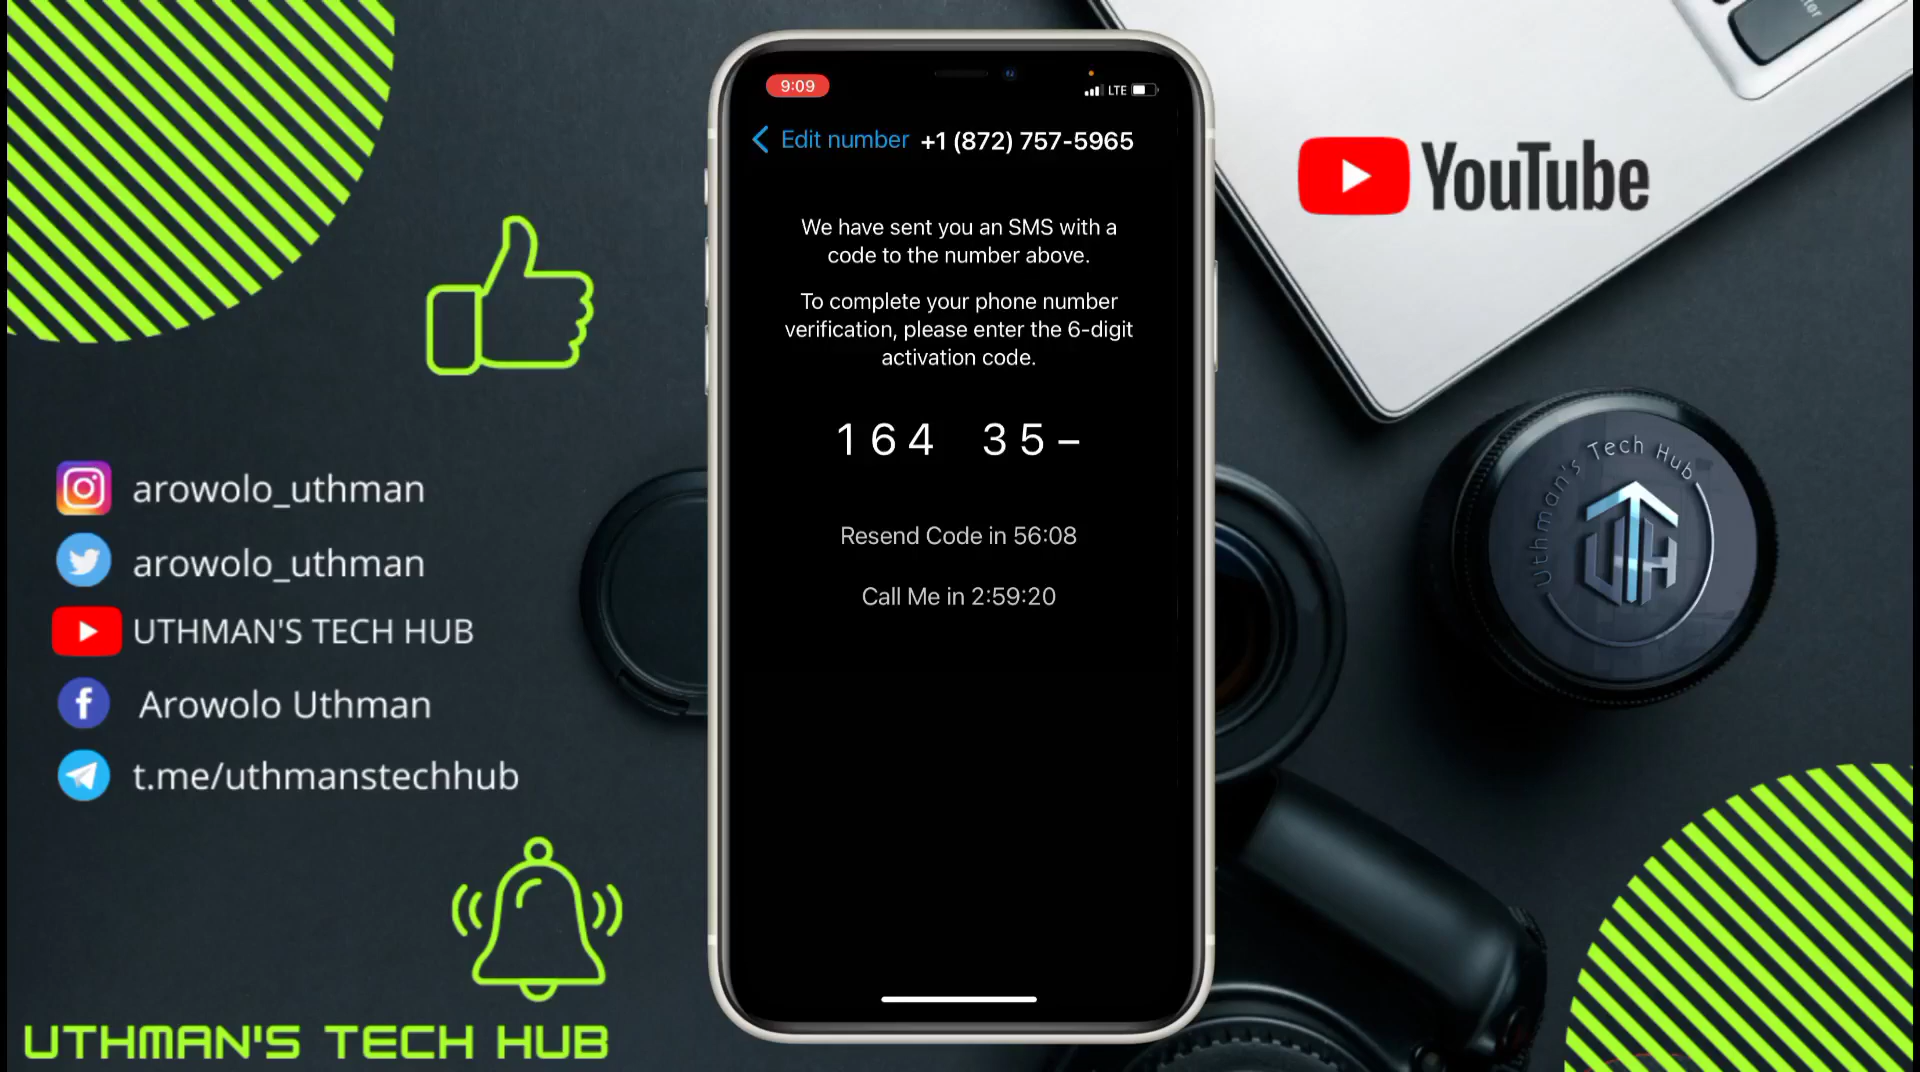 9:09
LTE
Edit number +1 (872) 757-5965
We have sent you an SMS with a
code to the number above.
To complete your phone number
verification, please enter the 6-digit
activation code.
164 35–
Resend Code in 56:08
Call Me in 2:59:20
YouTube
Uthman's Tech Hub
UTH
arowolo_uthman
arowolo_uthman
UTHMAN'S TECH HUB
Arowolo Uthman
t.me/uthmanstechhub
UTHMAN'S TECH HUB